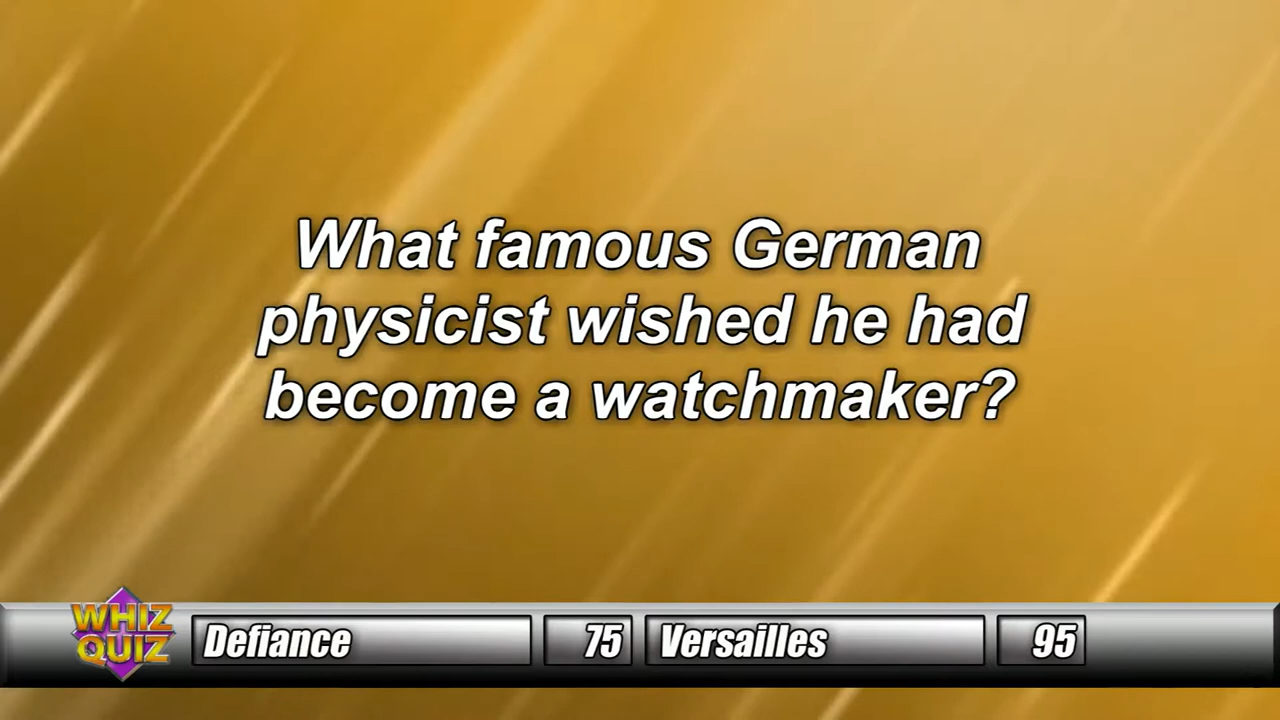 What famous German
physicist wished he had
become a watchmaker?
WHIZ
QUIZ
Defiance 75 Versailles 95